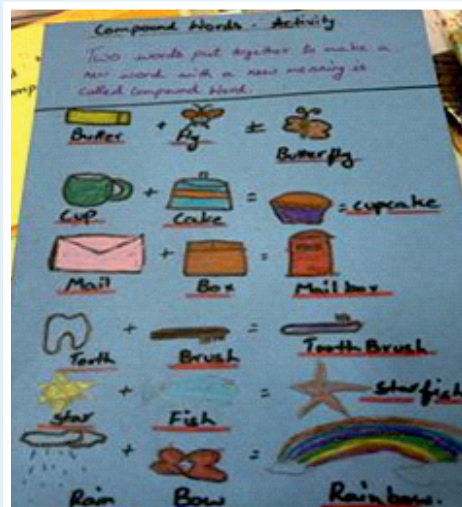 Compound Words. Activity.
Two words put together to make a
new word with a new meaning is
called Compound Word.
Butter + Fly = Butterfly
Cup + Cake = = cupcake
Mail + Box = Mail box
Tooth + Brush = Tooth Brush
Star + Fish = Starfish
Rain + Bow = Rainbow.